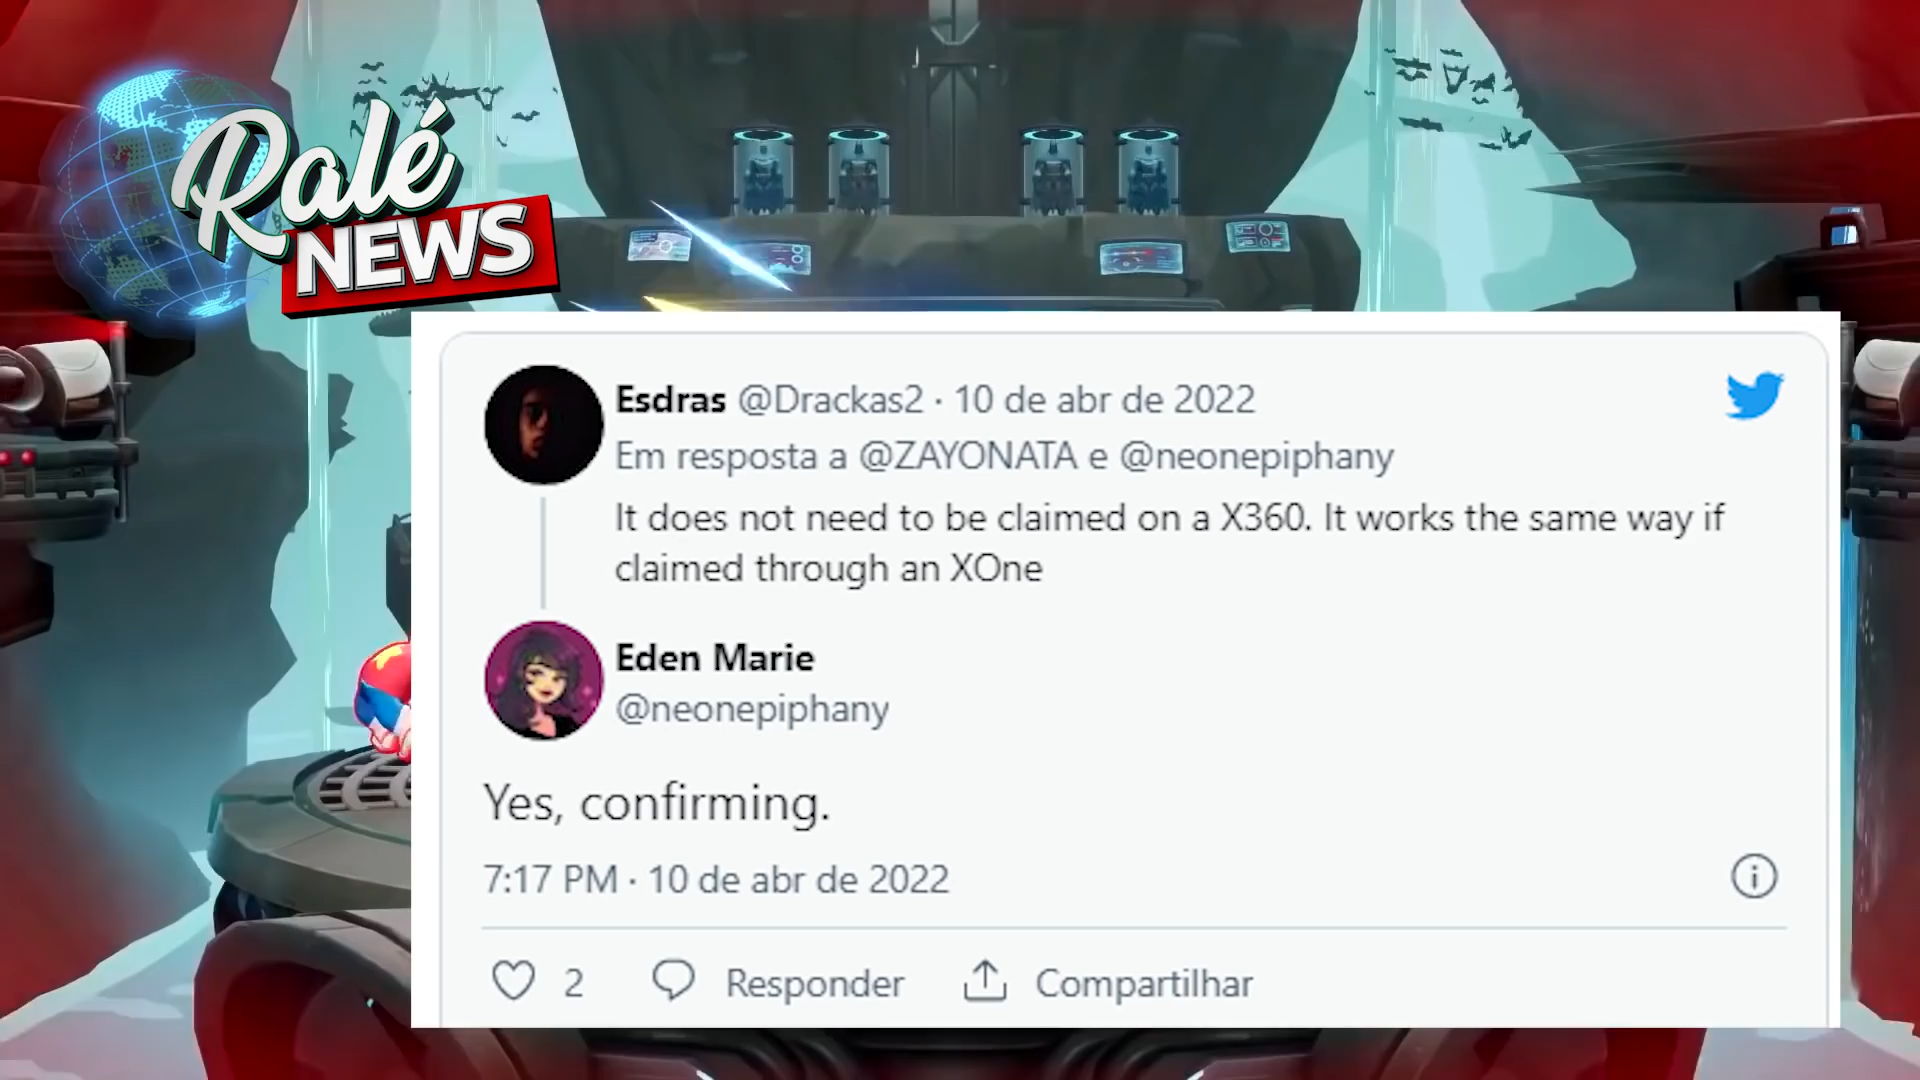 Ralé
NEWS
Esdras @Drackas2 · 10 de abr de 2022
Em resposta a @ZAYONATA e @neonepiphany
It does not need to be claimed on a X360. It works the same way if
claimed through an XOne
Eden Marie
@neonepiphany
Yes, confirming.
7:17 PM · 10 de abr de 2022
2 Responder Compartilhar